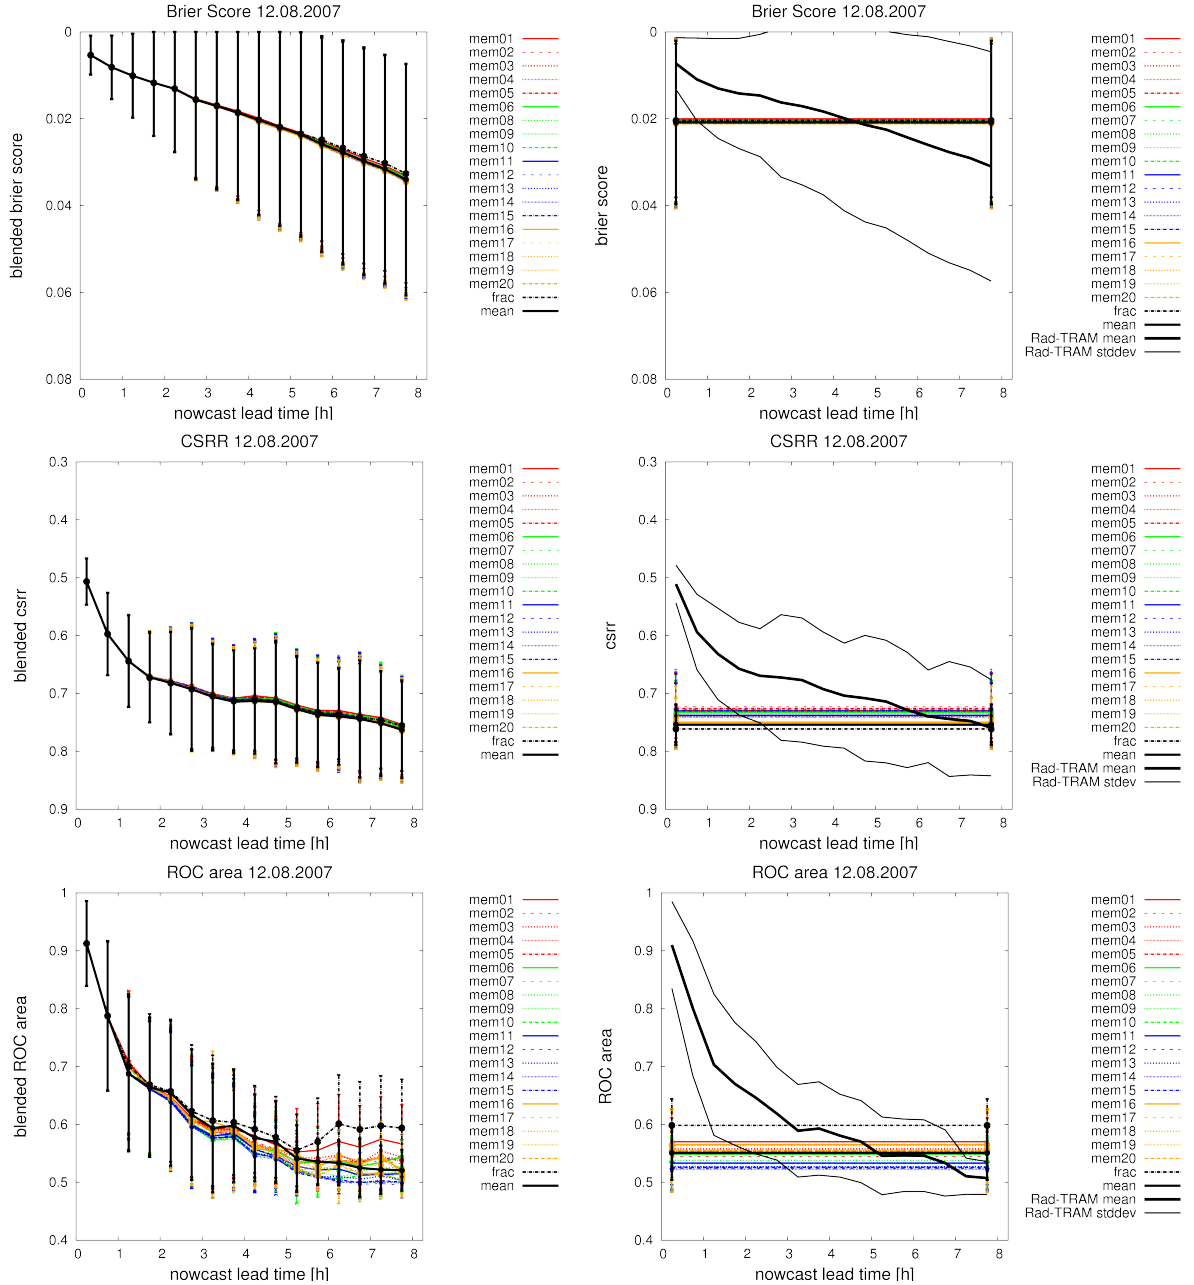 Brier Score 12.08.2007
blended brier score
0
0.02
0.04
0.06
0.08
0 1 2 3 4 5 6 7 8
nowcast lead time [h]
mem01
mem02
mem03
mem04
mem05
mem06
mem08
mem09
mem10
mem11
mem12
mem13
mem14
mem15
mem16
mem17
mem18
mem19
mem20
frac
mean
Brier Score 12.08.2007
brier score
0
0.02
0.04
0.06
0.08
0 1 2 3 4 5 6 7 8
nowcast lead time [h]
mem01
mem02
mem03
mem04
mem05
mem06
mem07
mem08
mem09
mem10
mem11
mem12
mem13
mem14
mem15
mem16
mem17
mem18
mem19
mem20
frac
mean
Rad-TRAM mean
Rad-TRAM stddev
CSRR 12.08.2007
blended csrr
0.3
0.4
0.5
0.6
0.7
0.8
0.9
0 1 2 3 4 5 6 7 8
nowcast lead time [h]
mem01
mem02
mem03
mem04
mem05
mem06
mem07
mem08
mem09
mem10
mem11
mem12
mem13
mem14
mem15
mem16
mem17
mem18
mem19
mem20
frac
mean
CSRR 12.08.2007
csrr
0.3
0.4
0.5
0.6
0.7
0.8
0.9
0 1 2 3 4 5 6 7 8
nowcast lead time [h]
mem01
mem02
mem03
mem04
mem05
mem06
mem07
mem08
mem09
mem10
mem11
mem12
mem13
mem14
mem15
mem16
mem17
mem18
mem19
mem20
frac
mean
Rad-TRAM mean
Rad-TRAM stddev
ROC area 12.08.2007
blended ROC area
1
0.9
0.8
0.7
0.6
0.5
0.4
0 1 2 3 4 5 6 7 8
nowcast lead time [h]
mem01
mem02
mem03
mem04
mem05
mem06
mem07
mem08
mem09
mem10
mem11
mem12
mem13
mem14
mem15
mem16
mem17
mem18
mem19
mem20
frac
mean
ROC area 12.08.2007
ROC area
1
0.9
0.8
0.7
0.6
0.5
0.4
0 1 2 3 4 5 6 7 8
nowcast lead time [h]
mem01
mem02
mem03
mem04
mem05
mem06
mem07
mem08
mem09
mem10
mem11
mem12
mem13
mem14
mem15
mem16
mem17
mem18
mem19
mem20
frac
mean
Rad-TRAM mean
Rad-TRAM stddev